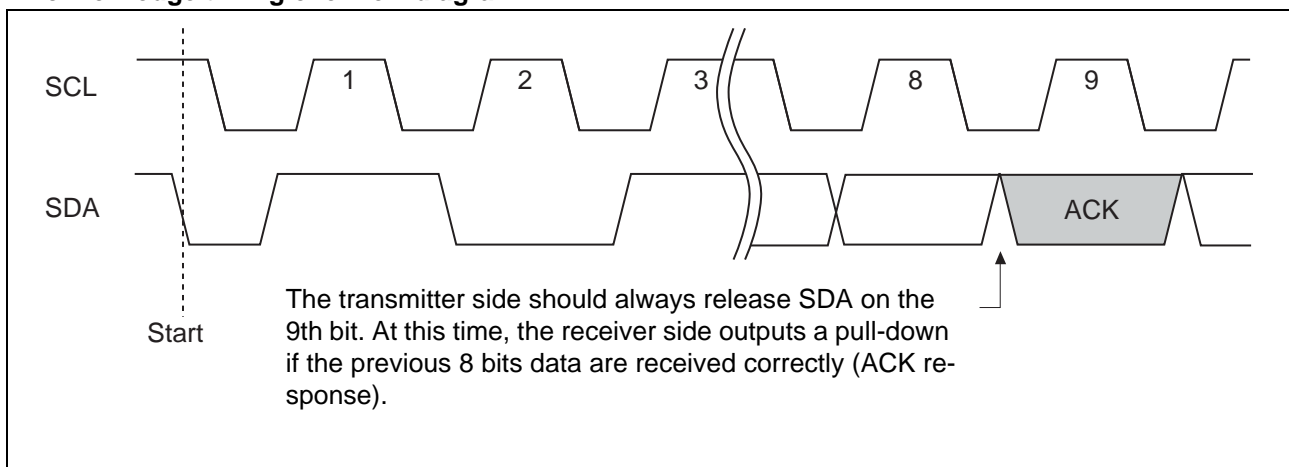 SCL
1
2
3
8
9
SDA
ACK
Start
The transmitter side should always release SDA on the
9th bit. At this time, the receiver side outputs a pull-down
if the previous 8 bits data are received correctly (ACK re-
sponse).